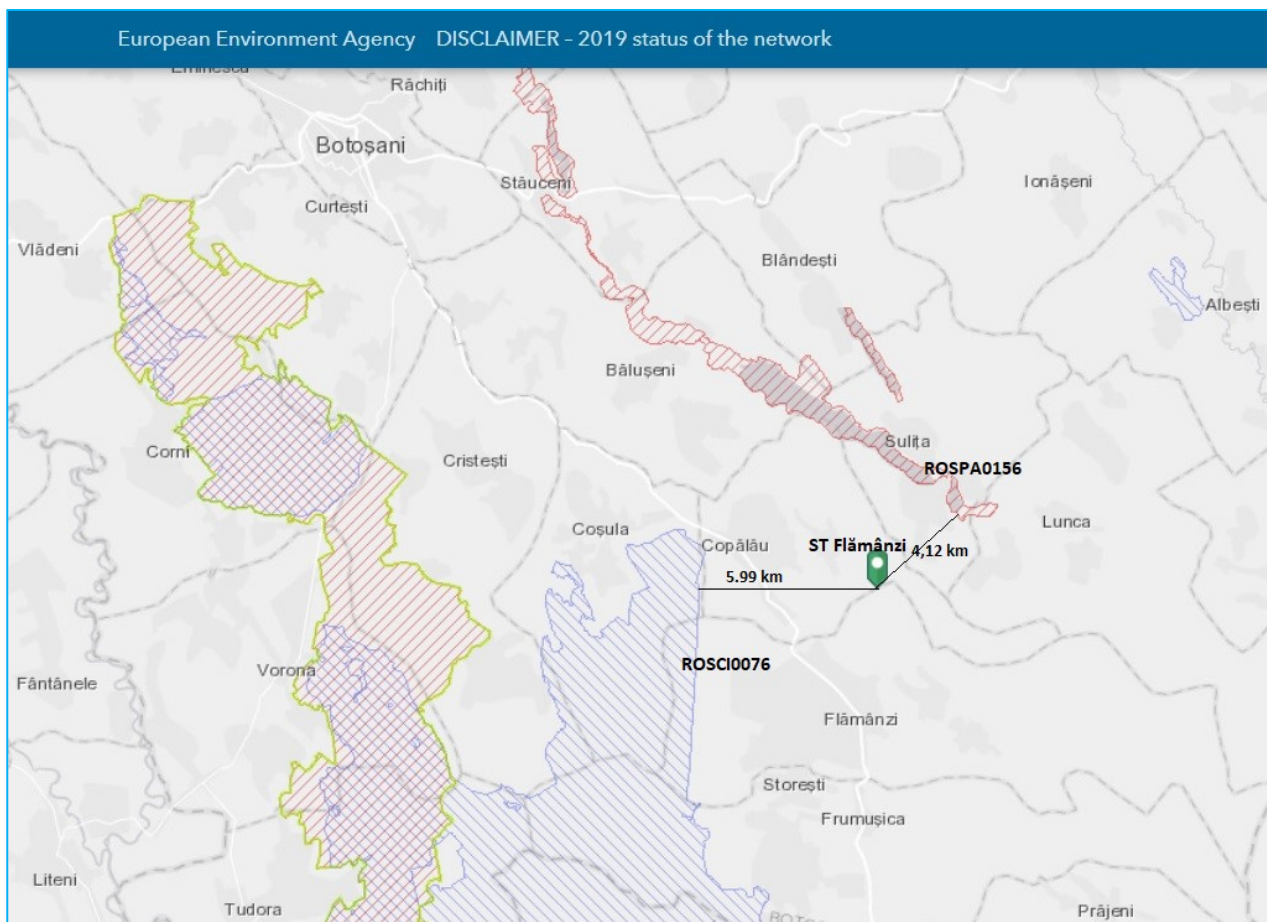 European Environment Agency DISCLAIMER – 2019 status of the network
Răchiți
Botoșani
Stăuceni
Ionășeni
Curtești
Vlădeni
Blândești
Albești
Bălușeni
Sulița
Corni
Cristești
ROSPA0156
Coșula
Lunca
Copălău
ST Flămânzi
4,12 km
5.99 km
ROSCI0076
Vorona
Fântânele
Flămânzi
Storești
Frumușica
Liteni
Tudora
Prăjeni